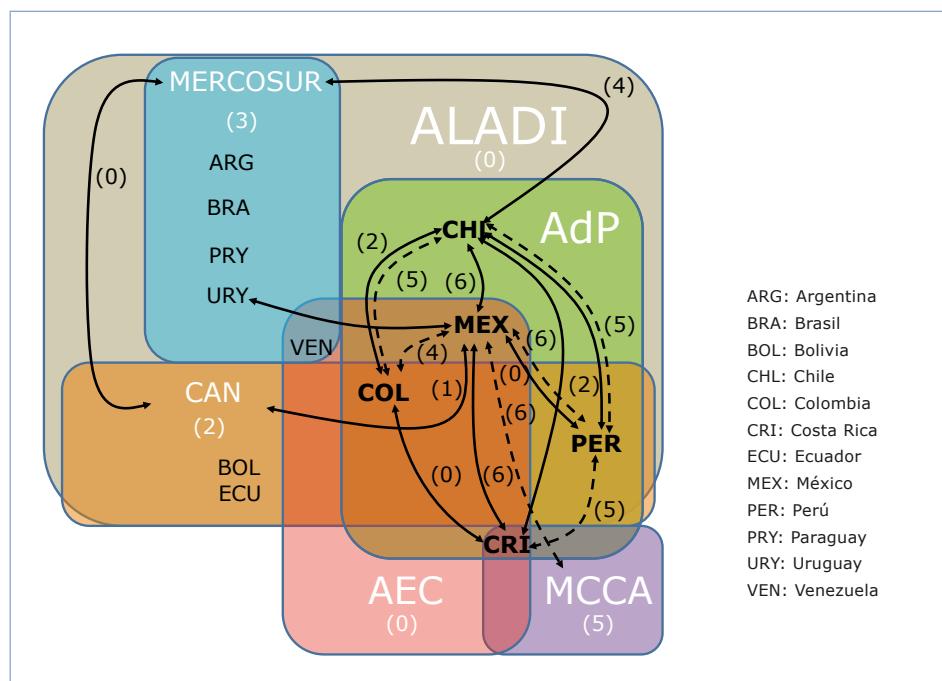 MERCOSUR
(3)
ALADI
(0)
(4)
(0)
ARG
BRA
PRY
URY
AdP
CHL
(2)
(5)
(6)
(5)
MEX
VEN
(4)
(6)
(0)
(2)
(1)
(6)
COL
CAN
(2)
PER
BOL
ECU
(0)
(6)
(5)
CRI
AEC
(0)
MCCA
(5)
ARG: Argentina
BRA: Brasil
BOL: Bolivia
CHL: Chile
COL: Colombia
CRI: Costa Rica
ECU: Ecuador
MEX: México
PER: Perú
PRY: Paraguay
URY: Uruguay
VEN: Venezuela